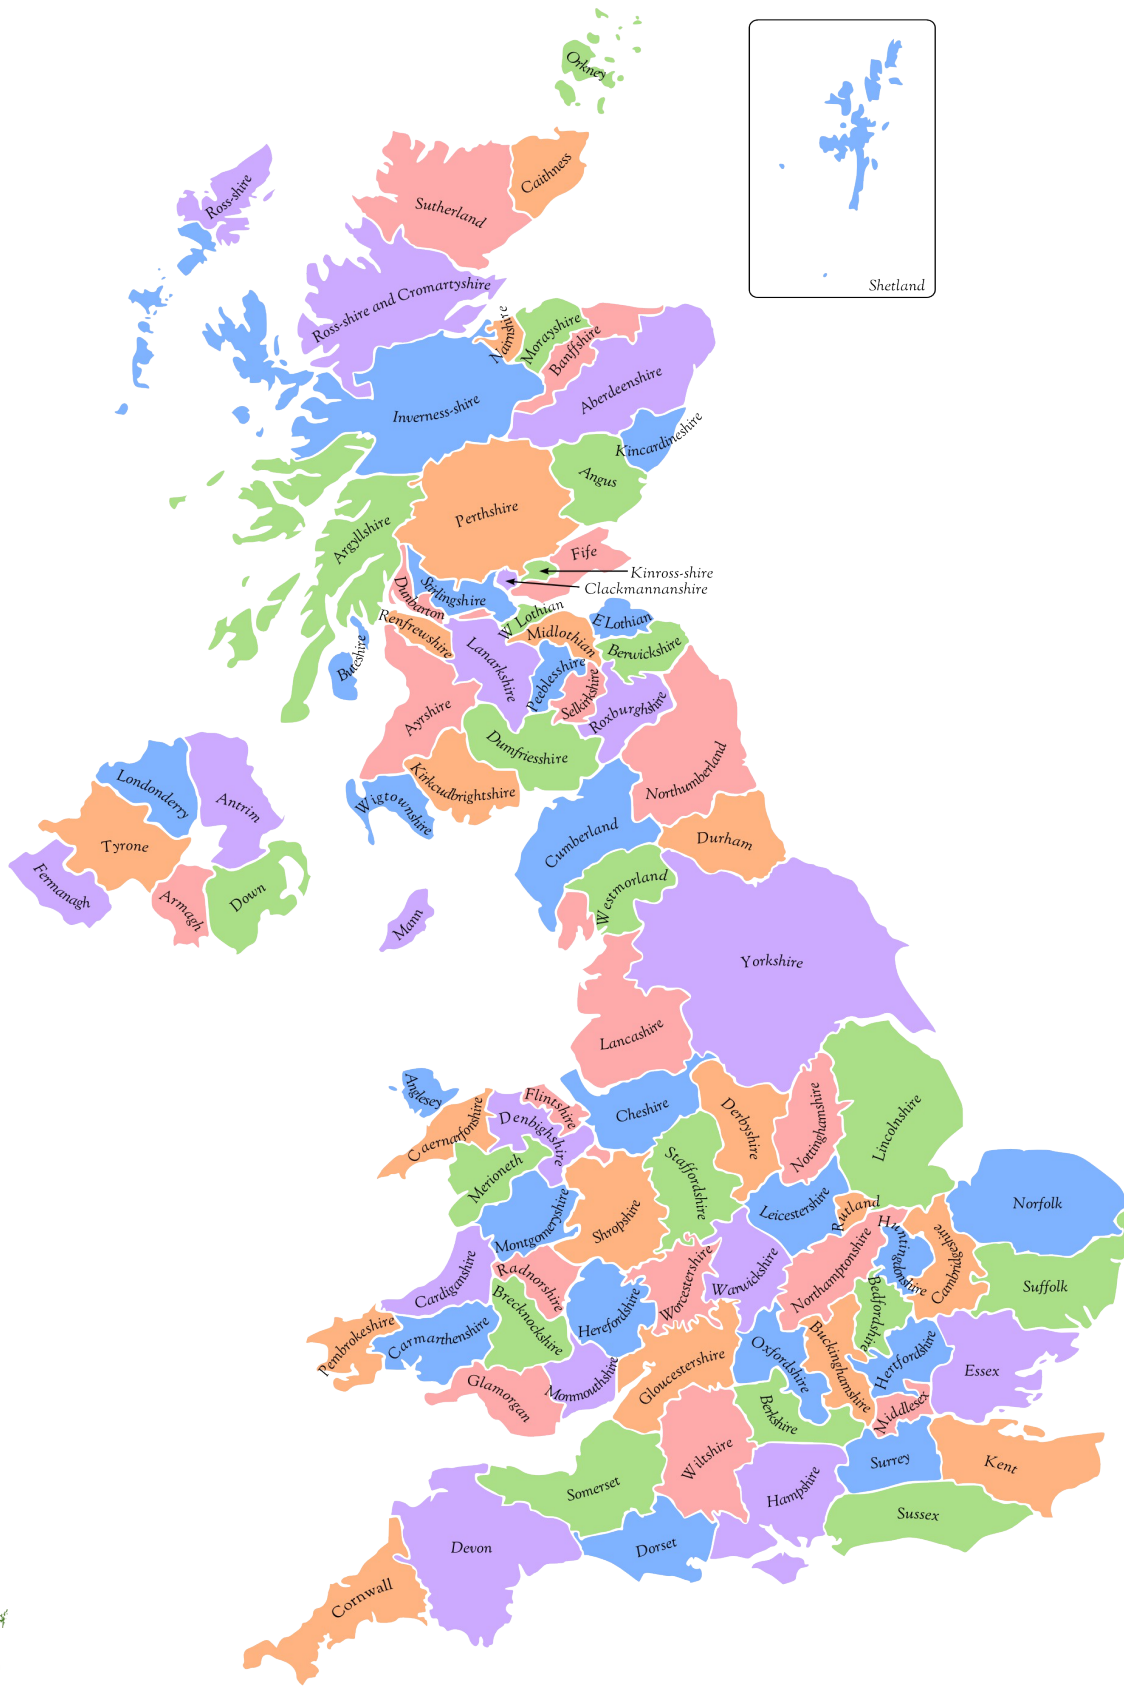 Orkney
Shetland
Caithness
Sutherland
Ross-shire
Ross-shire and Cromartyshire
Nairnshire
Morayshire
Banffshire
Aberdeenshire
Inverness-shire
Kincardineshire
Angus
Perthshire
Argyllshire
Fife
Kinross-shire
Clackmannanshire
Stirlingshire
Dunbarton
W Lothian
Renfrewshire
Midlothian
E Lothian
Berwickshire
Buteshire
Lanarkshire
Peeblesshire
Selkirkshire
Roxburghshire
Ayrshire
Dumfriesshire
Kirkcudbrightshire
Wigtownshire
Northumberland
Londonderry
Antrim
Tyrone
Fermanagh
Armagh
Down
Mann
Cumberland
Durham
Westmorland
Yorkshire
Lancashire
Anglesey
Caernarfonshire
Flintshire
Denbighshire
Cheshire
Derbyshire
Nottinghamshire
Lincolnshire
Merioneth
Montgomeryshire
Shropshire
Staffordshire
Leicestershire
Rutland
Norfolk
Cardiganshire
Radnorshire
Herefordshire
Worcestershire
Warwickshire
Northamptonshire
Huntingdonshire
Cambridgeshire
Suffolk
Pembrokeshire
Carmarthenshire
Brecknockshire
Bedfordshire
Glamorgan
Monmouthshire
Gloucestershire
Oxfordshire
Buckinghamshire
Hertfordshire
Essex
Middlesex
Berkshire
Wiltshire
Somerset
Hampshire
Surrey
Kent
Sussex
Dorset
Devon
Cornwall